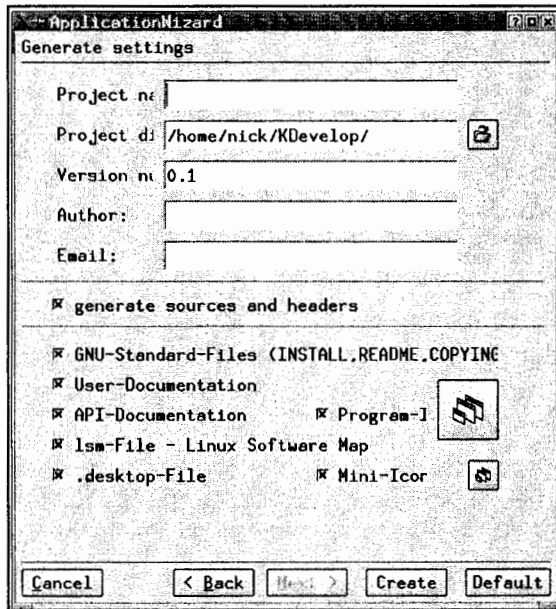 ApplicationWizard
Generate settings
Project na
Project di /home/nick/KDevelop/
Version nu 0.1
Author:
Email:
generate sources and headers
GNU-Standard-Files (INSTALL,README,COPYING
User-Documentation
API-Documentation Program-I
lsm-File - Linux Software Map
.desktop-File Mini-Icon
Cancel < Back Next > Create Default